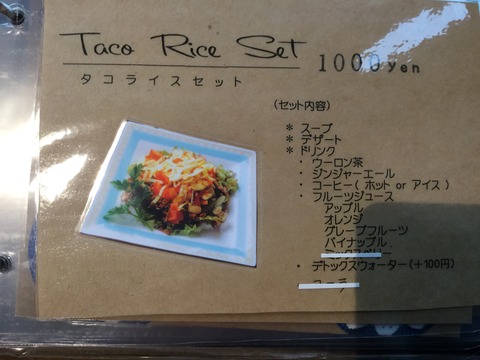 Taco Rice Set
1000yen
タコライスセット
(セット内容)
* スープ
* デザート
* ドリンク
・ウーロン茶
・ジンジャーエール
・コーヒー(ホット or アイス)
・フルーツジュース
アップル
オレンジ
グレープフルーツ
パイナップル
・デトックスウォーター(+100円)